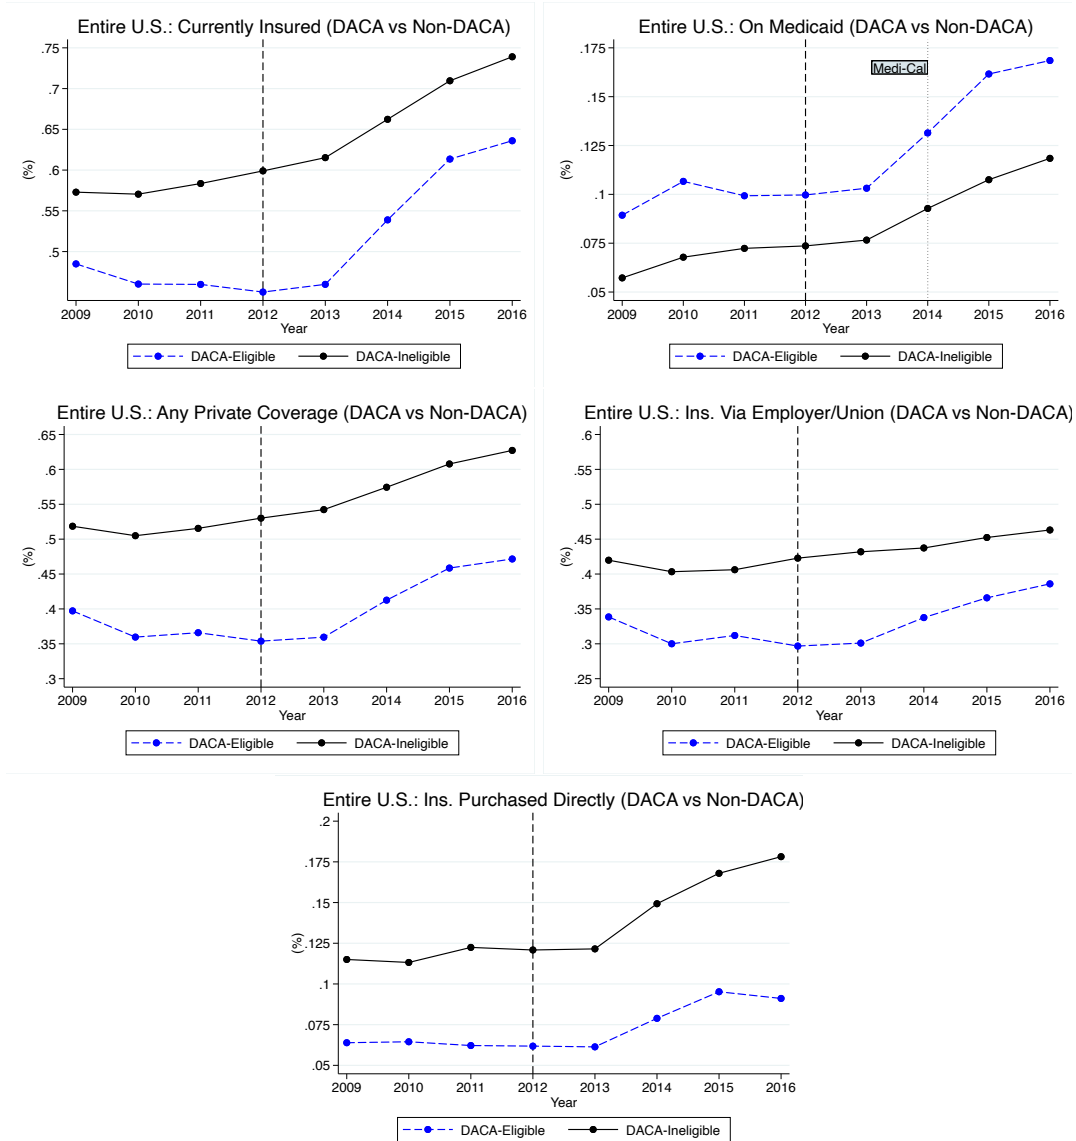 Entire U.S.: Currently Insured (DACA vs Non-DACA)
.75
.7
.65
.6
.55
.5
(%)
2009 2010 2011 2012 2013 2014 2015 2016
Year
DACA-Eligible DACA-Ineligible
Entire U.S.: On Medicaid (DACA vs Non-DACA)
.175
.15
.125
.1
.075
.05
(%)
Medi-Cal
2009 2010 2011 2012 2013 2014 2015 2016
Year
DACA-Eligible DACA-Ineligible
Entire U.S.: Any Private Coverage (DACA vs Non-DACA)
.65
.6
.55
.5
.45
.4
.35
.3
(%)
2009 2010 2011 2012 2013 2014 2015 2016
Year
DACA-Eligible DACA-Ineligible
Entire U.S.: Ins. Via Employer/Union (DACA vs Non-DACA)
.6
.55
.5
.45
.4
.35
.3
.25
(%)
2009 2010 2011 2012 2013 2014 2015 2016
Year
DACA-Eligible DACA-Ineligible
Entire U.S.: Ins. Purchased Directly (DACA vs Non-DACA)
.2
.175
.15
.125
.1
.075
.05
(%)
2009 2010 2011 2012 2013 2014 2015 2016
Year
DACA-Eligible DACA-Ineligible